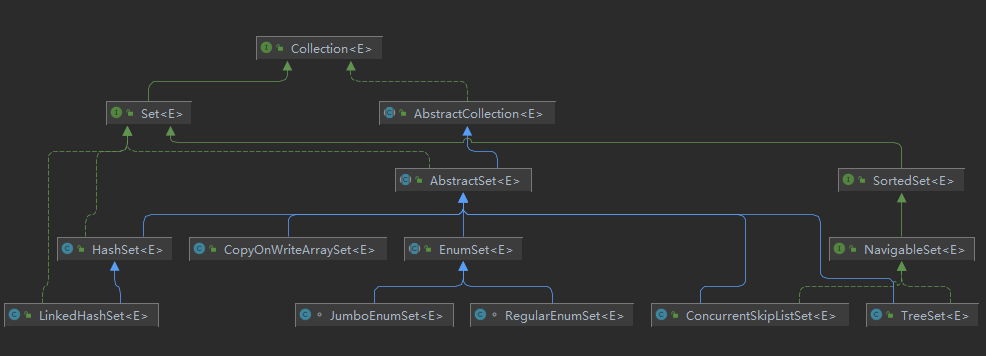 Collection<E>
Set<E>
AbstractCollection<E>
AbstractSet<E>
SortedSet<E>
HashSet<E>
CopyOnWriteArraySet<E>
EnumSet<E>
NavigableSet<E>
LinkedHashSet<E>
JumboEnumSet<E>
RegularEnumSet<E>
ConcurrentSkipListSet<E>
TreeSet<E>